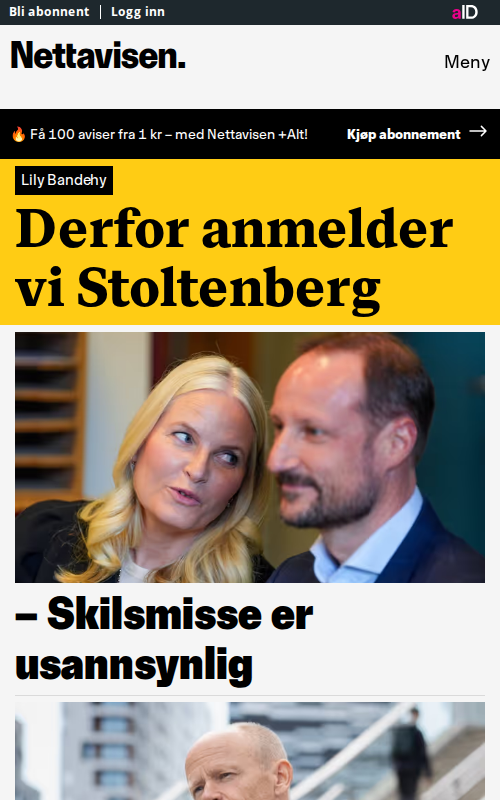 Bli abonnent | Logg inn
aID
Nettavisen.
Meny
🔥 Få 100 aviser fra 1 kr – med Nettavisen +Alt!
Kjøp abonnement →
Lily Bandehy
Derfor anmelder
vi Stoltenberg
– Skilsmisse er
usannsynlig